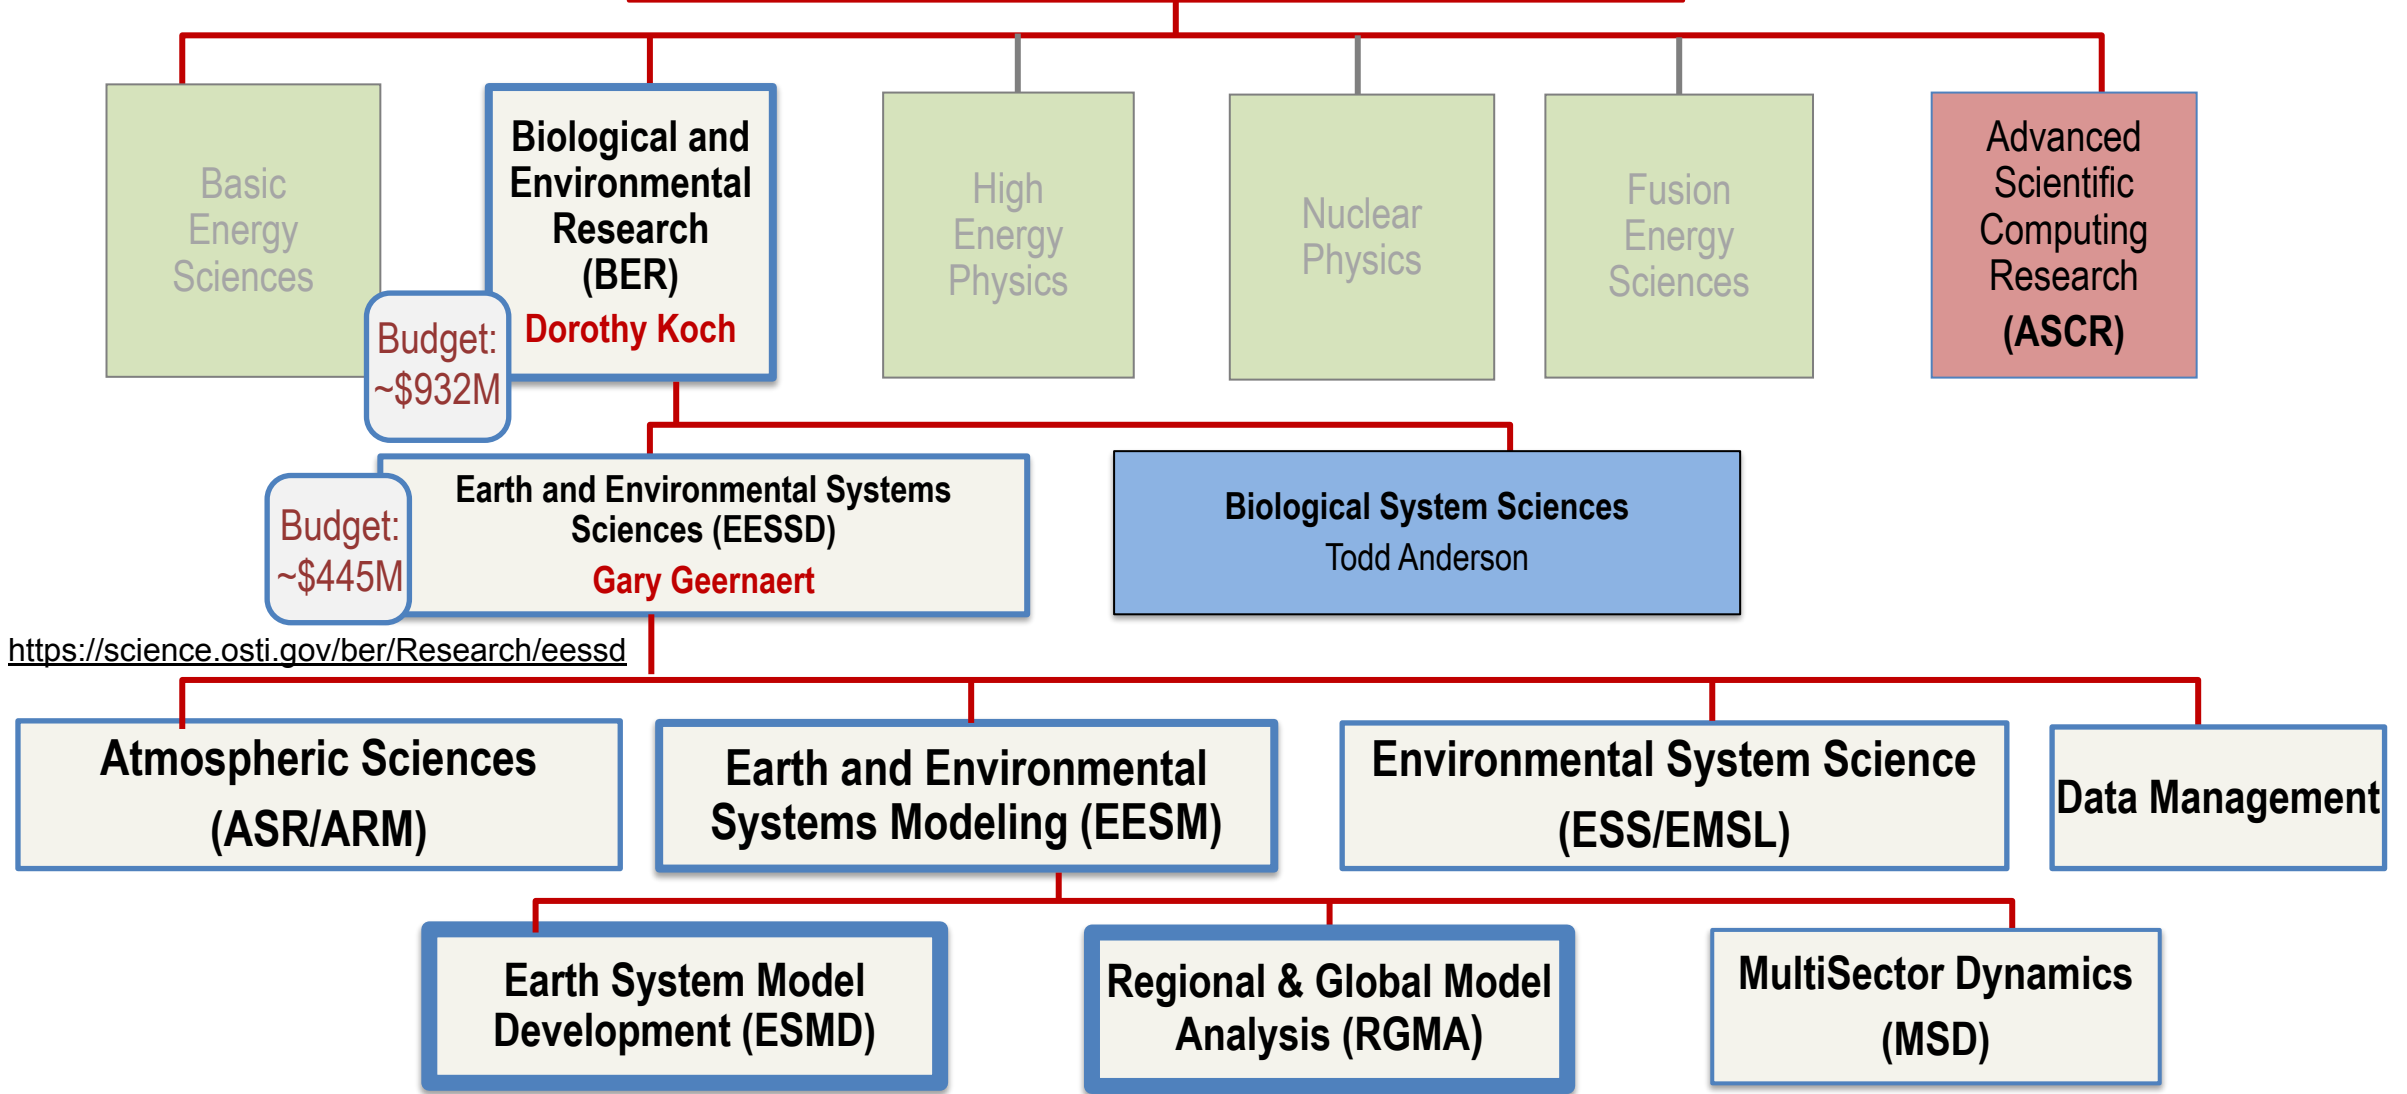 Basic
Energy
Sciences
Biological and
Environmental
Research
(BER)
Dorothy Koch
High
Energy
Physics
Nuclear
Physics
Fusion
Energy
Sciences
Advanced
Scientific
Computing
Research
(ASCR)
Budget:
~$932M
Earth and Environmental Systems
Sciences (EESSD)
Gary Geernaert
Budget:
~$445M
Biological System Sciences
Todd Anderson
https://science.osti.gov/ber/Research/eessd
Atmospheric Sciences
(ASR/ARM)
Earth and Environmental
Systems Modeling (EESM)
Environmental System Science
(ESS/EMSL)
Data Management
Earth System Model
Development (ESMD)
Regional & Global Model
Analysis (RGMA)
MultiSector Dynamics
(MSD)